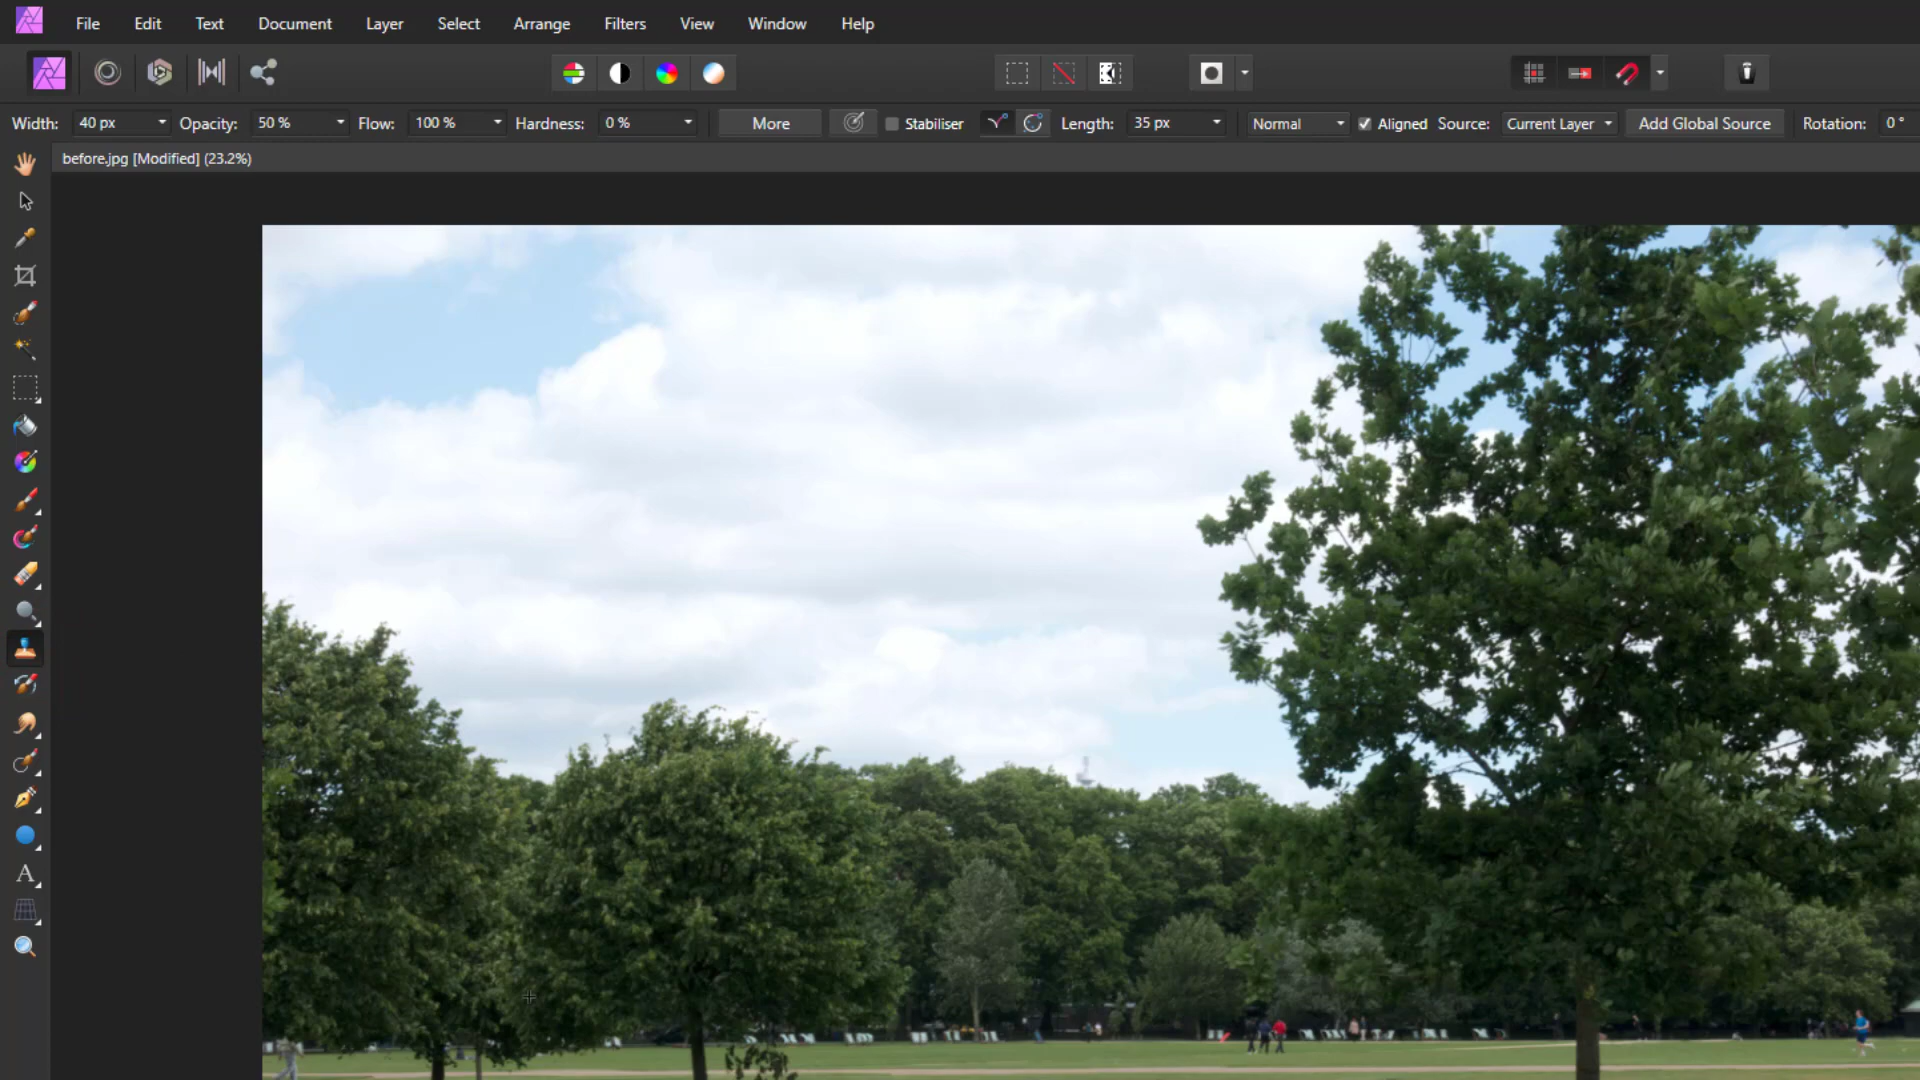 File Edit Text Document Layer Select Arrange Filters View Window Help
Width: 40 px Opacity: 50 % Flow: 100 % Hardness: 0 % More Stabiliser Length: 35 px Normal Aligned Source: Current Layer Add Global Source Rotation: 0 °
before.jpg [Modified] (23.2%)